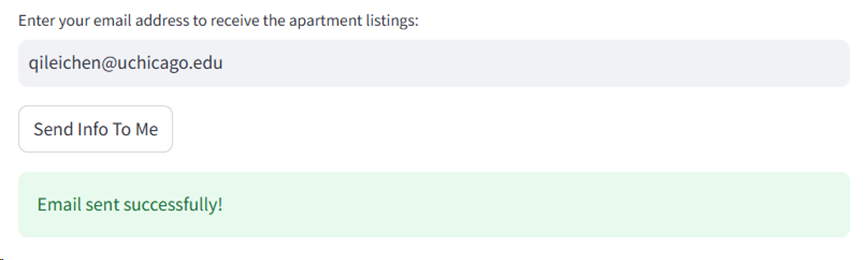 Enter your email address to receive the apartment listings:
qileichen@uchicago.edu
Send Info To Me
Email sent successfully!